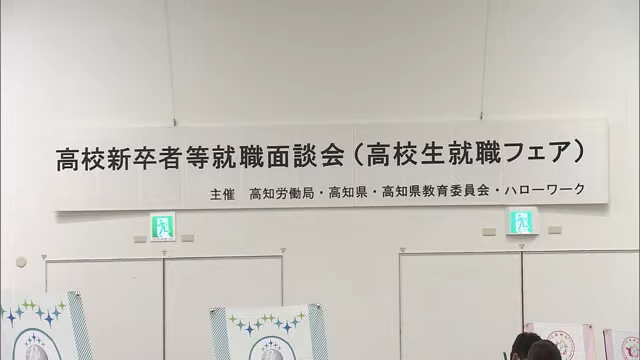 高校新卒者等就職面談会（高校生就職フェア）
主催　高知労働局・高知県・高知県教育委員会・ハローワーク